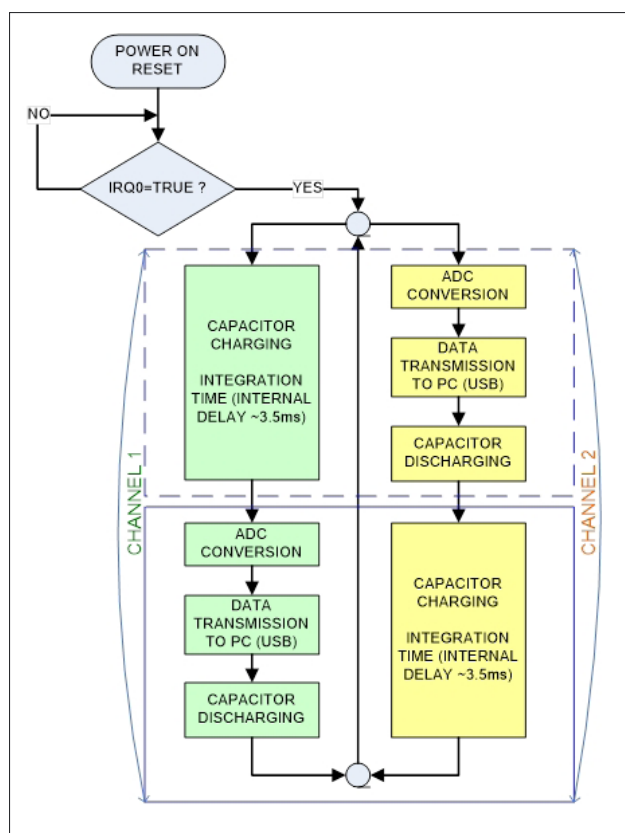 POWER ON
RESET
NO
IRQ0=TRUE ?
YES
CAPACITOR
CHARGING
INTEGRATION
TIME (INTERNAL
DELAY ~3.5ms)
ADC
CONVERSION
DATA
TRANSMISSION
TO PC (USB)
CAPACITOR
DISCHARGING
CHANNEL 1
CHANNEL 2
ADC
CONVERSION
DATA
TRANSMISSION
TO PC (USB)
CAPACITOR
DISCHARGING
CAPACITOR
CHARGING
INTEGRATION
TIME (INTERNAL
DELAY ~3.5ms)